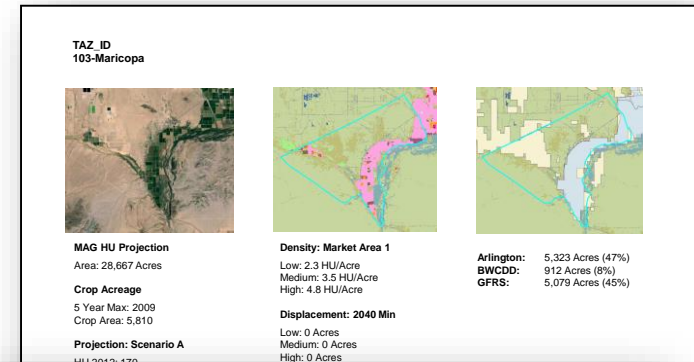 TAZ_ID
103-Maricopa
MAG HU Projection
Area: 28,667 Acres
Crop Acreage
5 Year Max: 2009
Crop Area: 5,810
Projection: Scenario A
HU 2012: 170
Density: Market Area 1
Low: 2.3 HU/Acre
Medium: 3.5 HU/Acre
High: 4.8 HU/Acre
Displacement: 2040 Min
Low: 0 Acres
Medium: 0 Acres
High: 0 Acres
Arlington: 5,323 Acres (47%)
BWCDD: 912 Acres (8%)
GFRS: 5,079 Acres (45%)